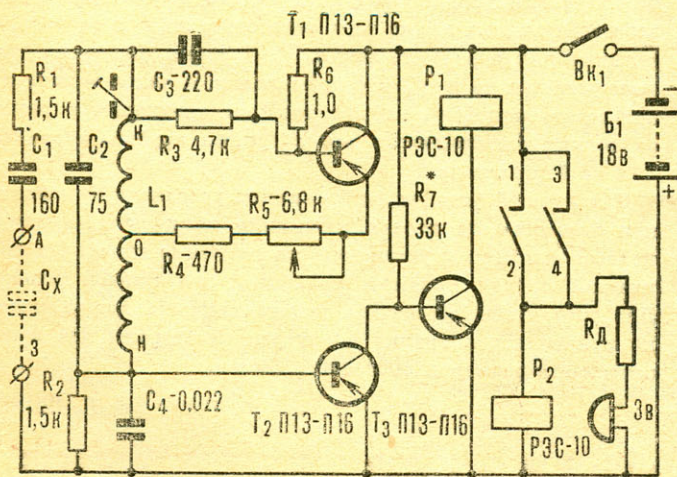 T₁ П13-П16
R₁
1,5к
C₁
160
A
Cₓ
З
R₂
1,5к
C₂
75
C₃-220
К
R₃ 4,7к
L₁
О
R₄-470
R₅-6,8к
Н
C₄-0,022
R₆
1,0
T₂ П13-П16
T₃ П13-П16
R₇*
33к
P₁
РЭС-10
Вк₁
Б₁
18в
−
+
1
3
2
4
P₂
РЭС-10
Rд
Зв